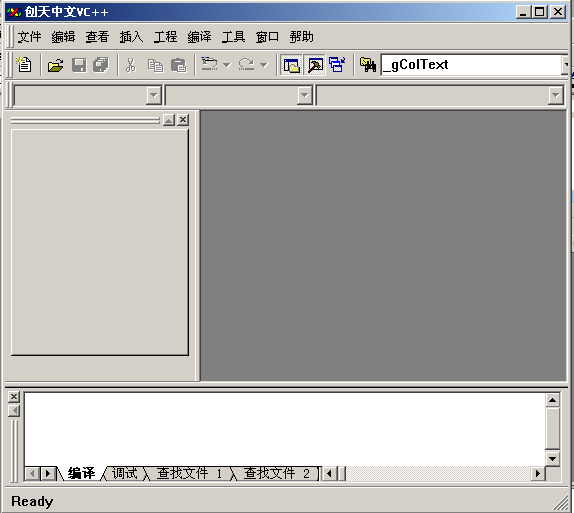 创天中文VC++
文件 编辑 查看 插入 工程 编译 工具 窗口 帮助
_gColText
编译 调试 查找文件 1 查找文件 2
Ready